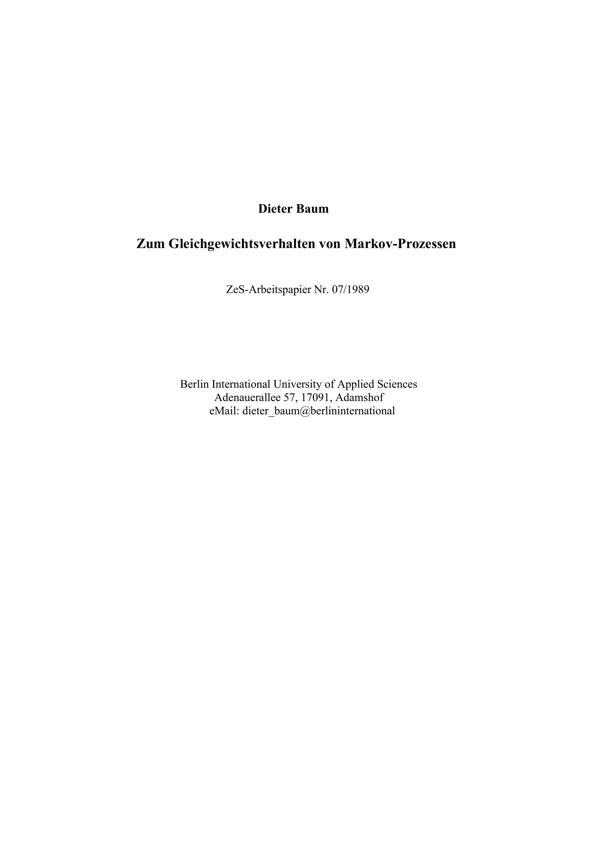 Dieter Baum
Zum Gleichgewichtsverhalten von Markov-Prozessen
ZeS-Arbeitspapier Nr. 07/1989
Berlin International University of Applied Sciences
Adenauerallee 57, 17091, Adamshof
eMail: dieter_baum@berlininternational